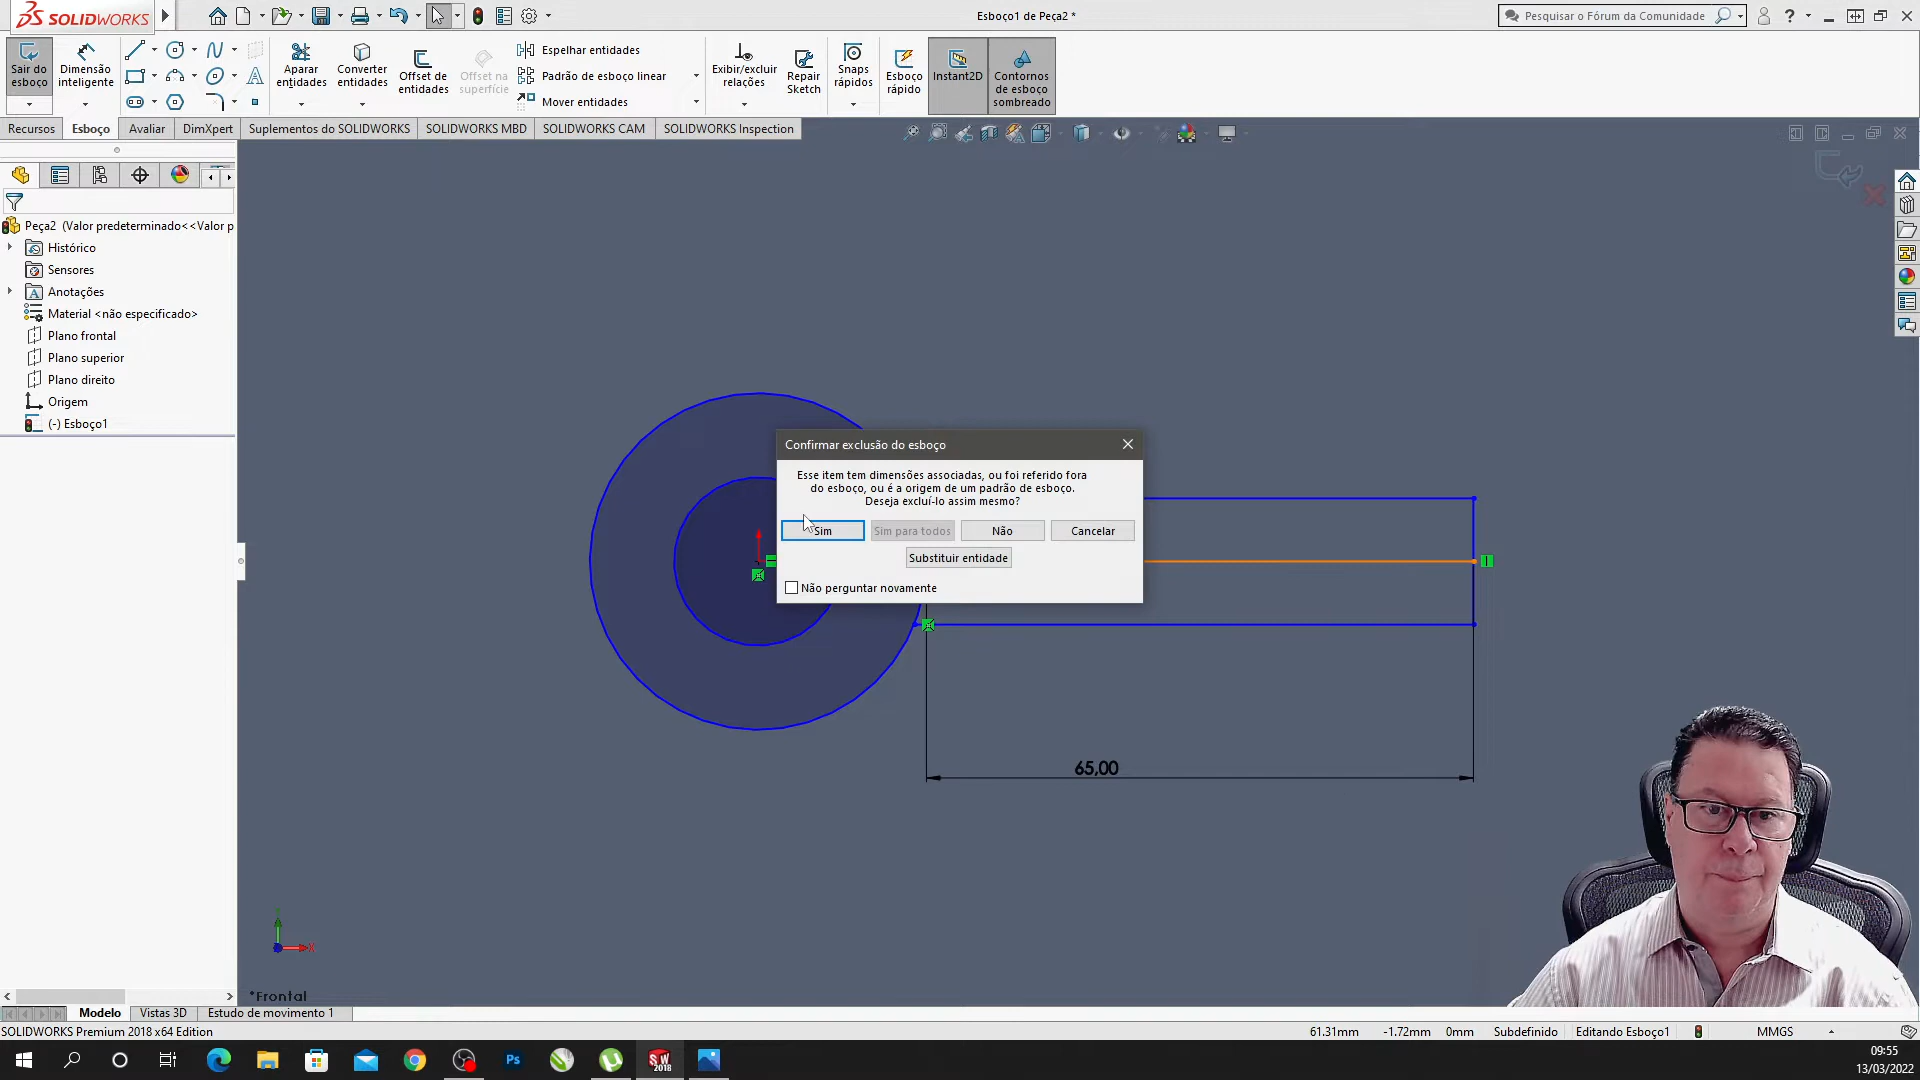 SOLIDWORKS
Esboço1 de Peça2 *
Pesquisar o Fórum da Comunidade
Sair do
esboço
Dimensão
inteligente
Aparar
entidades
Converter
entidades
Offset de
entidades
Offset na
superfície
Espelhar entidades
Padrão de esboço linear
Mover entidades
Exibir/excluir
relações
Repair
Sketch
Snaps
rápidos
Esboço
rápido
Instant2D
Contornos
de esboço
sombreado
Recursos
Esboço
Avaliar
DimXpert
Suplementos do SOLIDWORKS
SOLIDWORKS MBD
SOLIDWORKS CAM
SOLIDWORKS Inspection
Peça2 (Valor predeterminado<<Valor p
Histórico
Sensores
Anotações
Material <não especificado>
Plano frontal
Plano superior
Plano direito
Origem
(-) Esboço1
Confirmar exclusão do esboço
Esse item tem dimensões associadas, ou foi referido fora
do esboço, ou é a origem de um padrão de esboço.
Deseja excluí-lo assim mesmo?
Sim
Sim para todos
Não
Cancelar
Substituir entidade
Não perguntar novamente
65,00
X
*Frontal
Modelo
Vistas 3D
Estudo de movimento 1
SOLIDWORKS Premium 2018 x64 Edition
61.31mm
-1.72mm
0mm
Subdefinido
Editando Esboço1
MMGS
Ps
SW
2018
09:55
13/03/2022